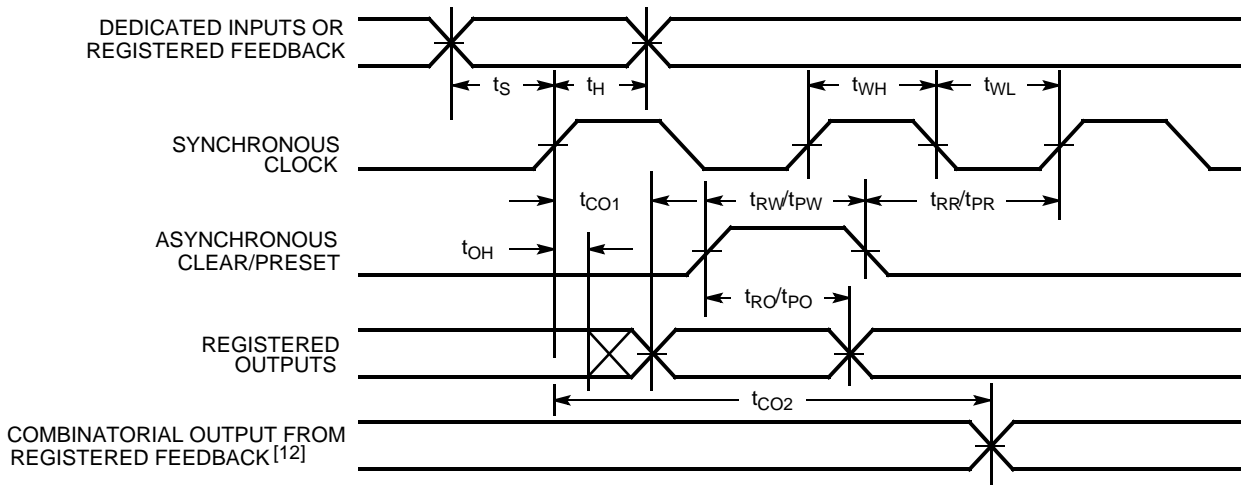 DEDICATED INPUTS OR
REGISTERED FEEDBACK
tS
tH
tWH
tWL
SYNCHRONOUS
CLOCK
tCO1
tRW/tPW
tRR/tPR
ASYNCHRONOUS
CLEAR/PRESET
tOH
tRO/tPO
REGISTERED
OUTPUTS
tCO2
COMBINATORIAL OUTPUT FROM
REGISTERED FEEDBACK[12]